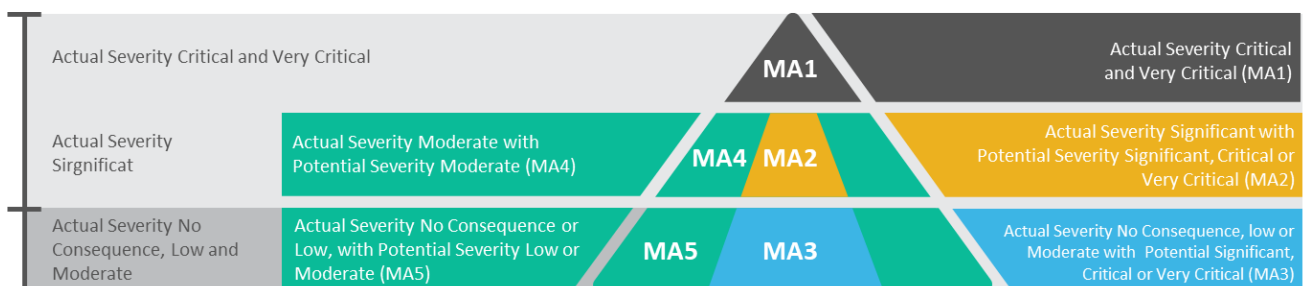 Actual Severity Critical and Very Critical
MA1
Actual Severity Critical
and Very Critical (MA1)
Actual Severity
Sirgnificat
Actual Severity Moderate with
Potential Severity Moderate (MA4)
MA4
MA2
Actual Severity Significant with
Potential Severity Significant, Critical or
Very Critical (MA2)
Actual Severity No
Consequence, Low and
Moderate
Actual Severity No Consequence or
Low, with Potential Severity Low or
Moderate (MA5)
MA5
MA3
Actual Severity No Consequence, low or
Moderate with Potential Significant,
Critical or Very Critical (MA3)